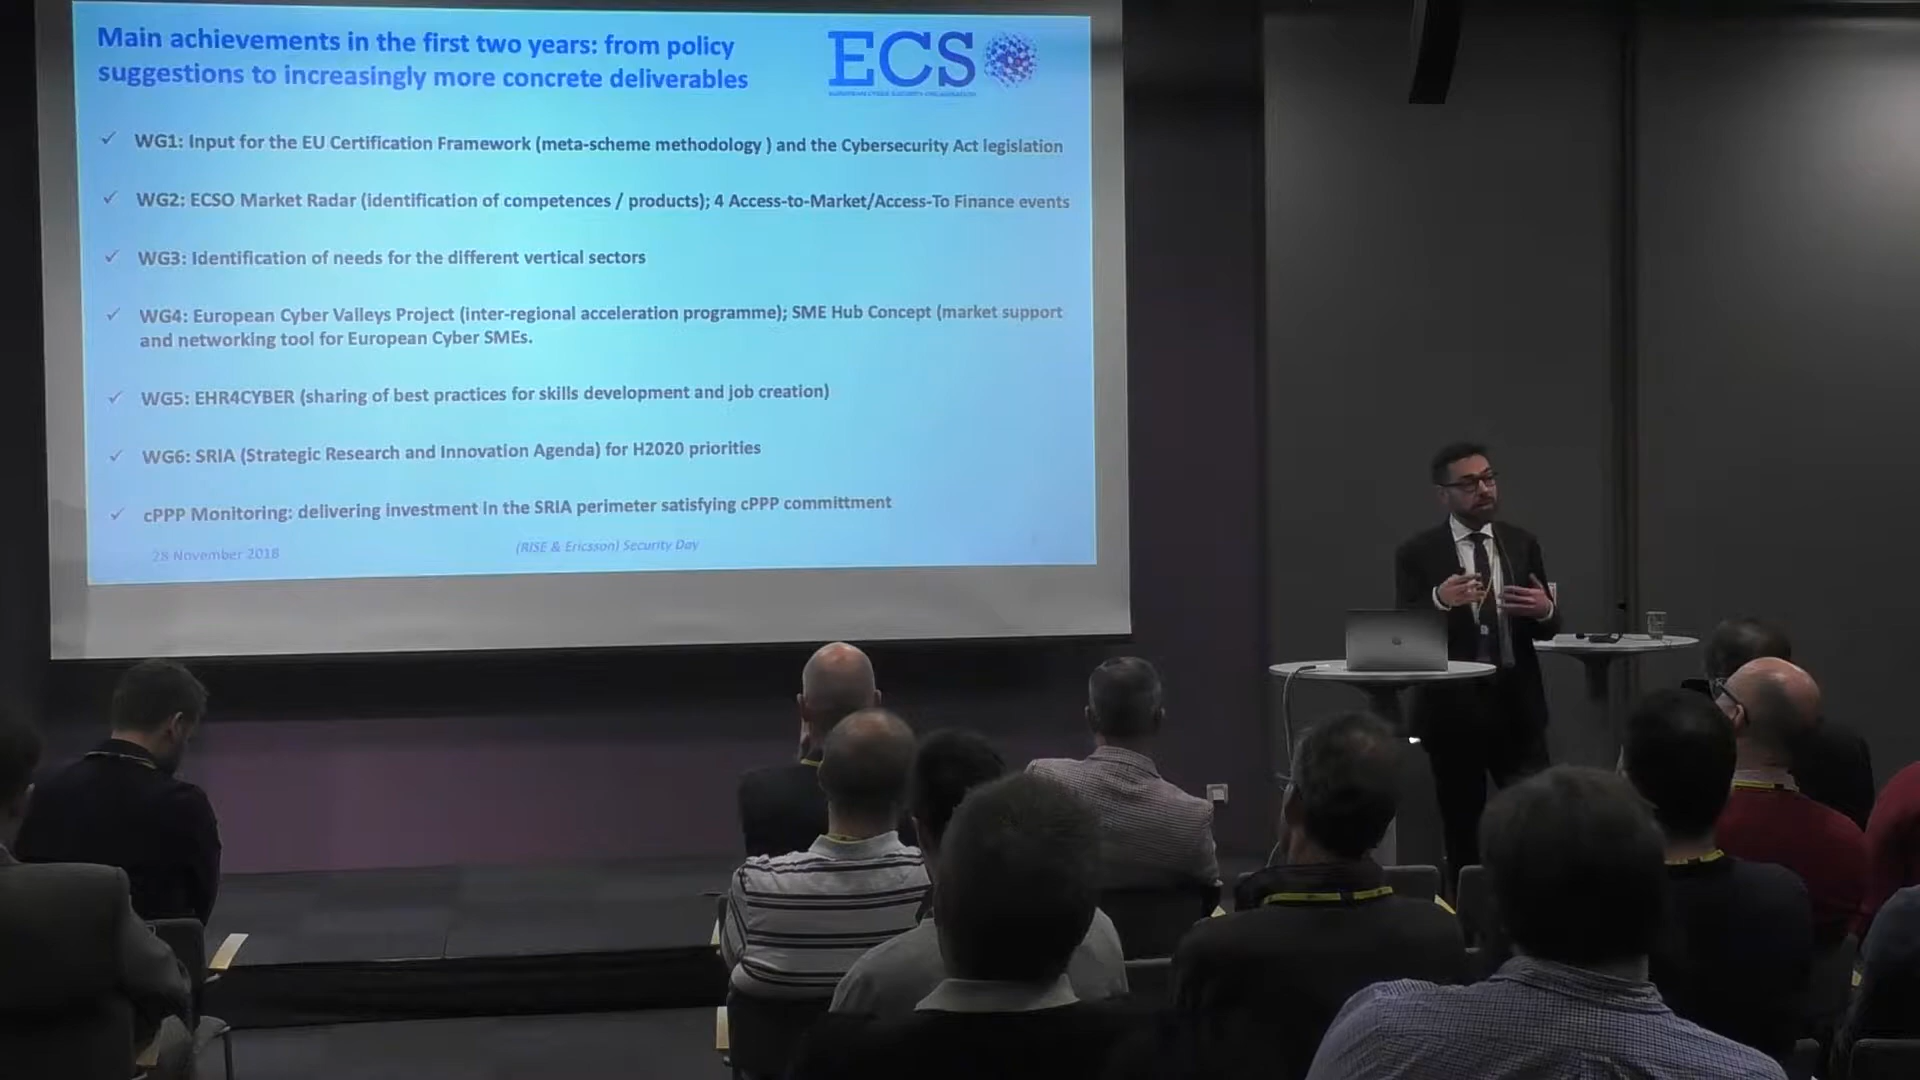 Main achievements in the first two years: from policy
suggestions to increasingly more concrete deliverables
ECS
EUROPEAN CYBER SECURITY ORGANISATION
✓ WG1: Input for the EU Certification Framework (meta-scheme methodology ) and the Cybersecurity Act legislation
✓ WG2: ECSO Market Radar (identification of competences / products); 4 Access-to-Market/Access-To Finance events
✓ WG3: Identification of needs for the different vertical sectors
✓ WG4: European Cyber Valleys Project (inter-regional acceleration programme); SME Hub Concept (market support
and networking tool for European Cyber SMEs.
✓ WG5: EHR4CYBER (sharing of best practices for skills development and job creation)
✓ WG6: SRIA (Strategic Research and Innovation Agenda) for H2020 priorities
✓ cPPP Monitoring: delivering investment in the SRIA perimeter satisfying cPPP committment
28 November 2018
(RISE & Ericsson) Security Day